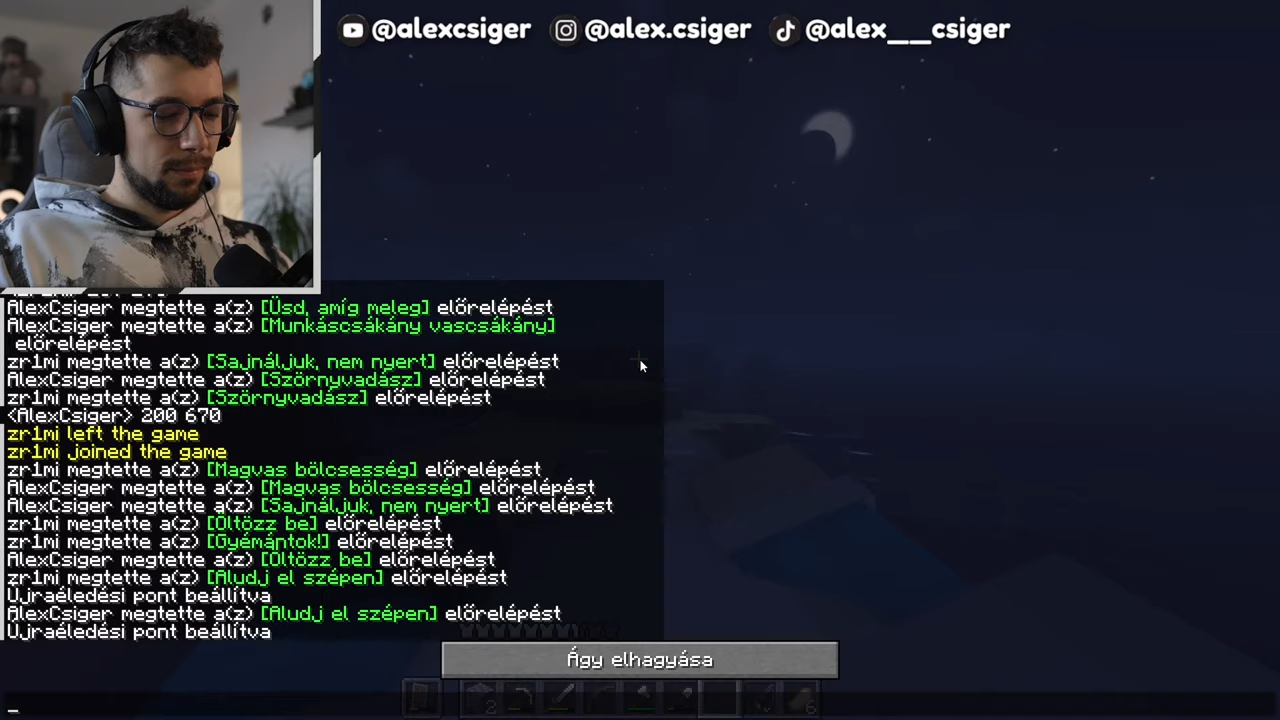 @alexcsiger @alex.csiger @alex__csiger
AlexCsiger megtette a(z) [Üsd, amíg meleg] előrelépést
AlexCsiger megtette a(z) [Munkáscsákány vascsákány]
előrelépést
zr1mi megtette a(z) [Sajnáljuk, nem nyert] előrelépést
AlexCsiger megtette a(z) [Szörnyvadász] előrelépést
zr1mi megtette a(z) [Szörnyvadász] előrelépést
<AlexCsiger> 200 670
zr1mi left the game
zr1mi joined the game
zr1mi megtette a(z) [Magvas bölcsesség] előrelépést
AlexCsiger megtette a(z) [Magvas bölcsesség] előrelépést
AlexCsiger megtette a(z) [Sajnáljuk, nem nyert] előrelépést
zr1mi megtette a(z) [Öltözz be] előrelépést
zr1mi megtette a(z) [Gyémántok!] előrelépést
AlexCsiger megtette a(z) [Öltözz be] előrelépést
zr1mi megtette a(z) [Aludj el szépen] előrelépést
Újraéledési pont beállítva
AlexCsiger megtette a(z) [Aludj el szépen] előrelépést
Újraéledési pont beállítva
Ágy elhagyása
2 6
_